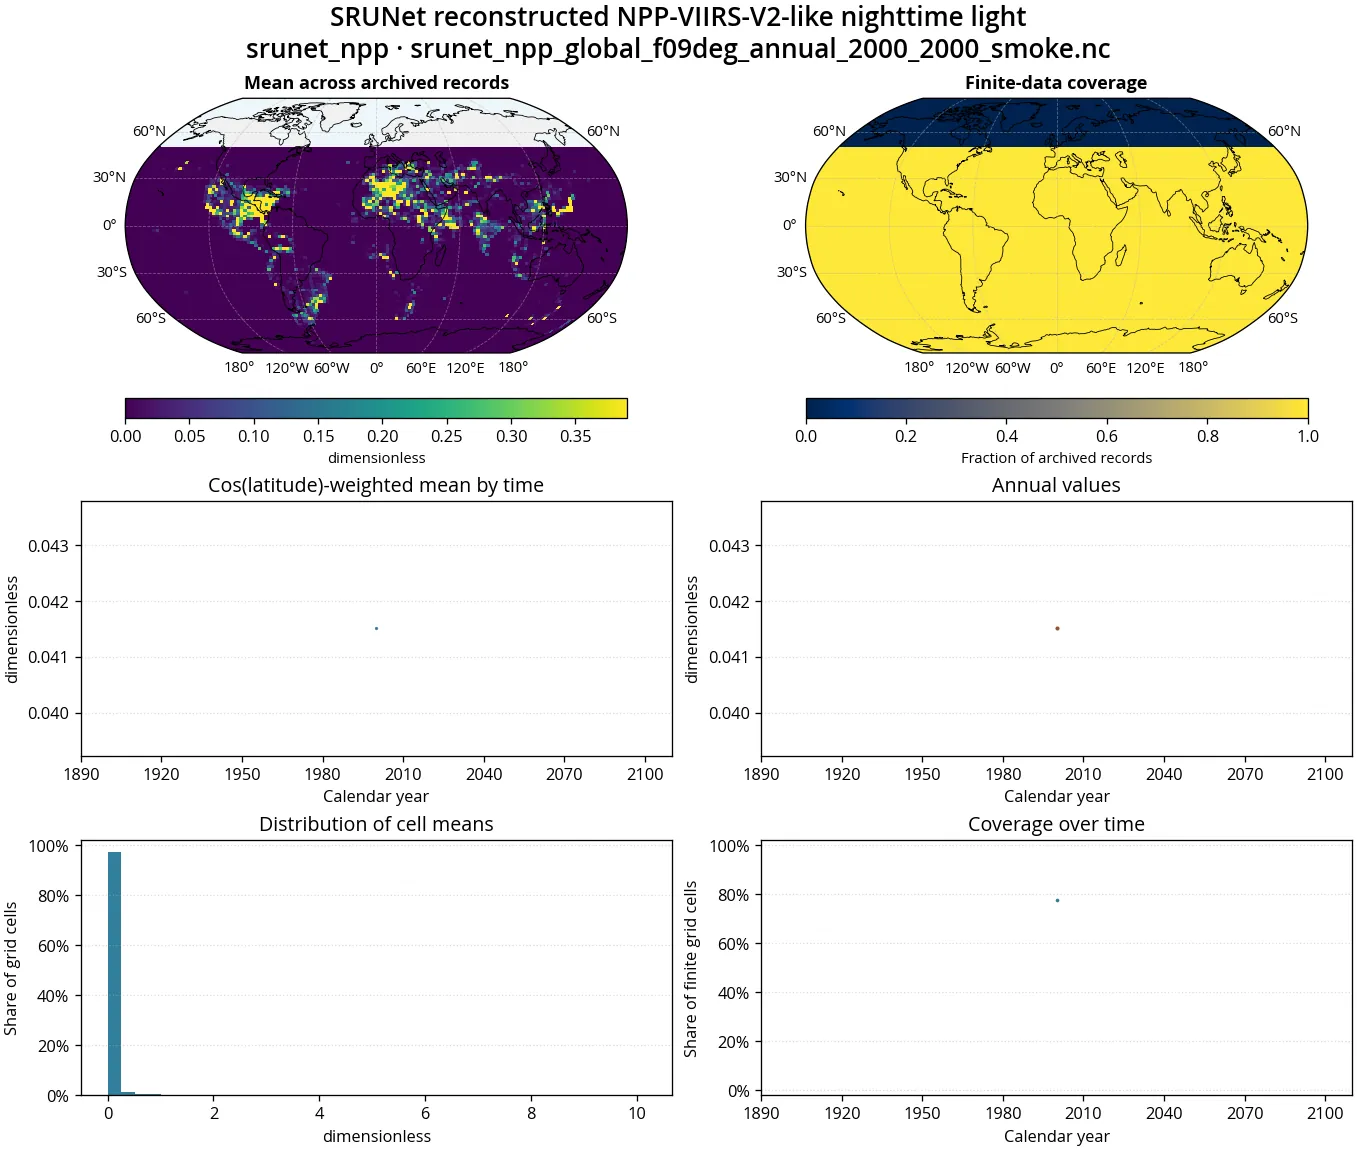 SRUNet reconstructed NPP-VIIRS-V2-like nighttime light
srunet_npp · srunet_npp_global_f09deg_annual_2000_2000_smoke.nc
Mean across archived records
60°N
60°N
30°N
0°
30°S
60°S
60°S
180° 120°W 60°W 0° 60°E 120°E 180°
0.00 0.05 0.10 0.15 0.20 0.25 0.30 0.35
dimensionless
Finite-data coverage
60°N
60°N
30°N
0°
30°S
60°S
60°S
180° 120°W 60°W 0° 60°E 120°E 180°
0.0 0.2 0.4 0.6 0.8 1.0
Fraction of archived records
Cos(latitude)-weighted mean by time
dimensionless
0.043
0.042
0.041
0.040
1890 1920 1950 1980 2010 2040 2070 2100
Calendar year
Annual values
dimensionless
0.043
0.042
0.041
0.040
1890 1920 1950 1980 2010 2040 2070 2100
Calendar year
Distribution of cell means
Share of grid cells
100%
80%
60%
40%
20%
0%
0 2 4 6 8 10
dimensionless
Coverage over time
Share of finite grid cells
100%
80%
60%
40%
20%
0%
1890 1920 1950 1980 2010 2040 2070 2100
Calendar year